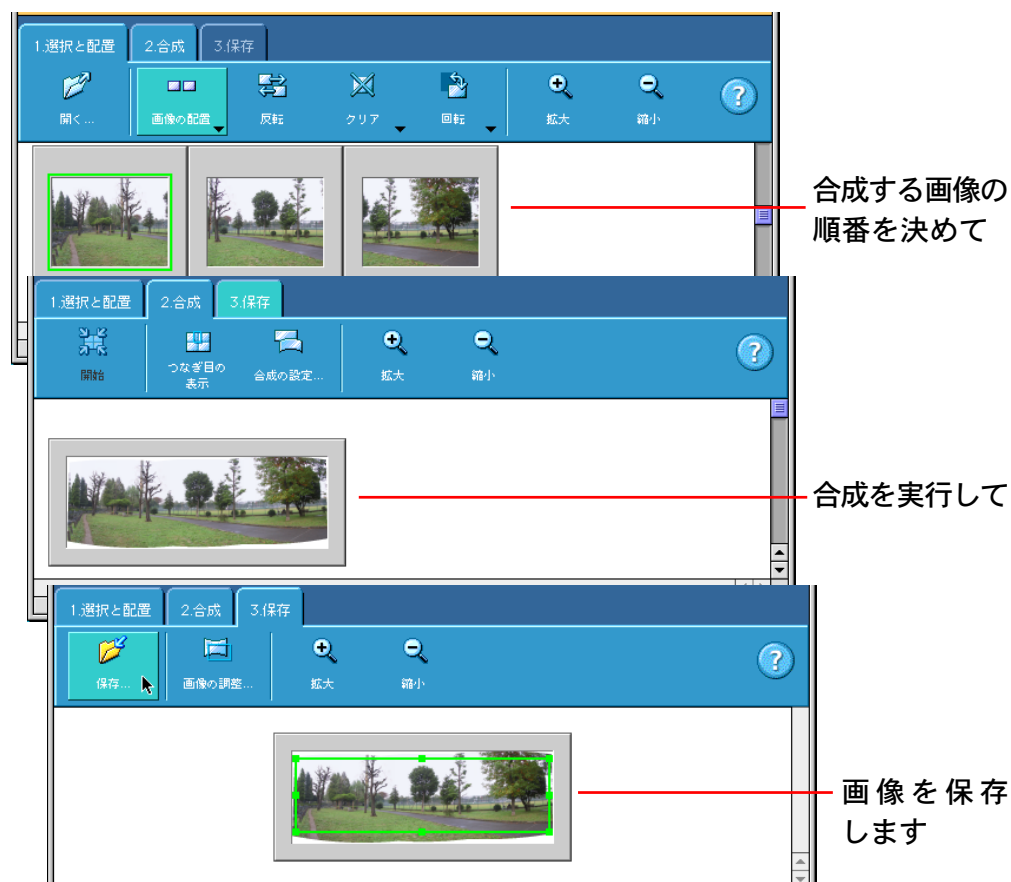 1.選択と配置 2.合成 3.保存
開く... 画像の配置 反転 クリア 回転 拡大 縮小 ?
合成する画像の
順番を決めて
1.選択と配置 2.合成 3.保存
開始 つなぎ目の 合成の設定... 拡大 縮小 ?
表示
合成を実行して
1.選択と配置 2.合成 3.保存
保存... 画像の調整... 拡大 縮小 ?
画像を保存
します